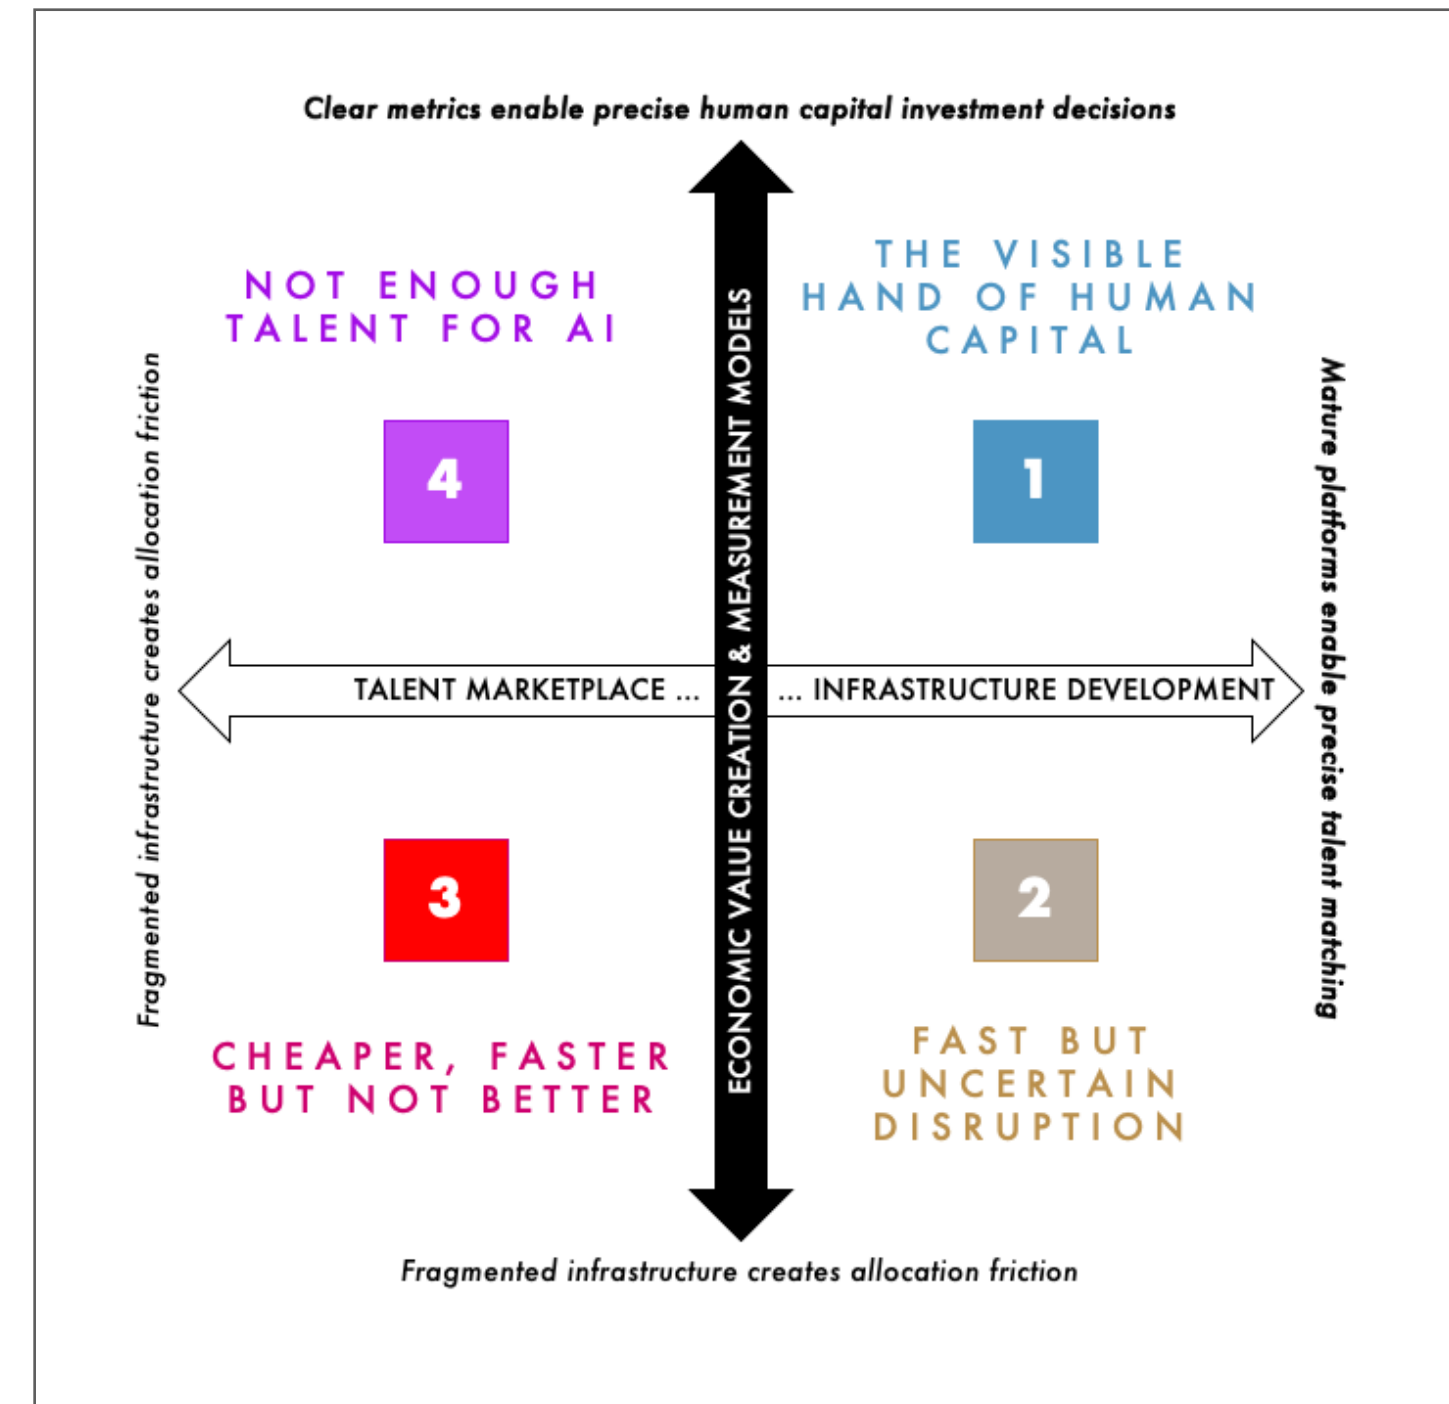 Clear metrics enable precise human capital investment decisions
NOT ENOUGH
TALENT FOR AI
THE VISIBLE
HAND OF HUMAN
CAPITAL
4
1
Fragmented infrastructure creates allocation friction
ECONOMIC VALUE CREATION & MEASUREMENT MODELS
Mature platforms enable precise talent matching
TALENT MARKETPLACE ...
... INFRASTRUCTURE DEVELOPMENT
3
2
CHEAPER, FASTER
BUT NOT BETTER
FAST BUT
UNCERTAIN
DISRUPTION
Fragmented infrastructure creates allocation friction